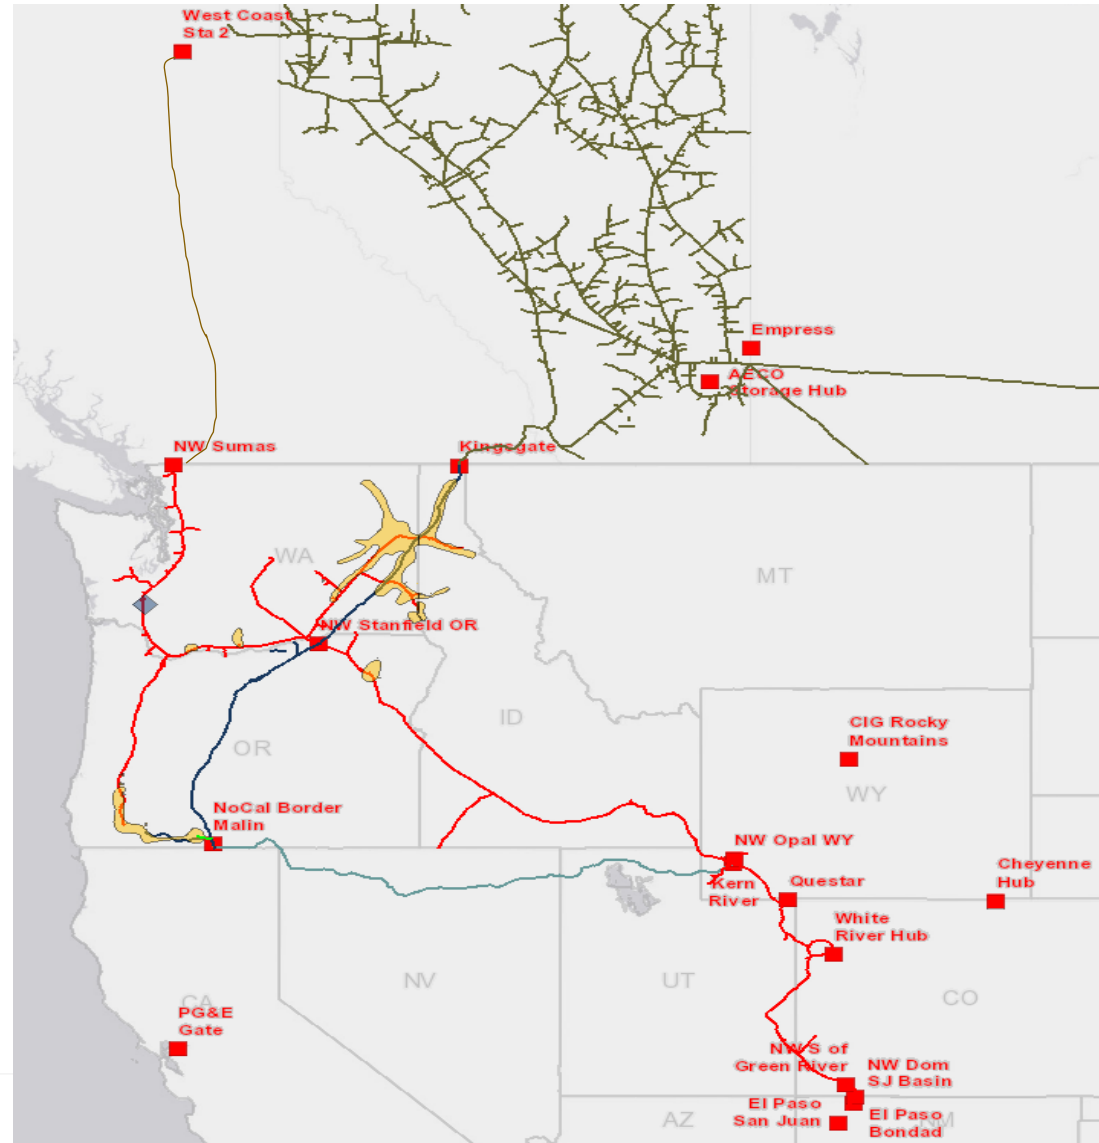 West Coast
Sta 2
Empress
AECO
Storage Hub
NW Sumas
Kingsgate
WA
MT
NW Stanfield OR
ID
OR
CIG Rocky
Mountains
WY
NoCal Border
Malin
NW Opal WY
Kern
River
Questar
Cheyenne
Hub
White
River Hub
NV
UT
CO
CA
PG&E
Gate
NW S of
Green River
NW Dom
SJ Basin
El Paso
San Juan
El Paso
Bondad
AZ
NM